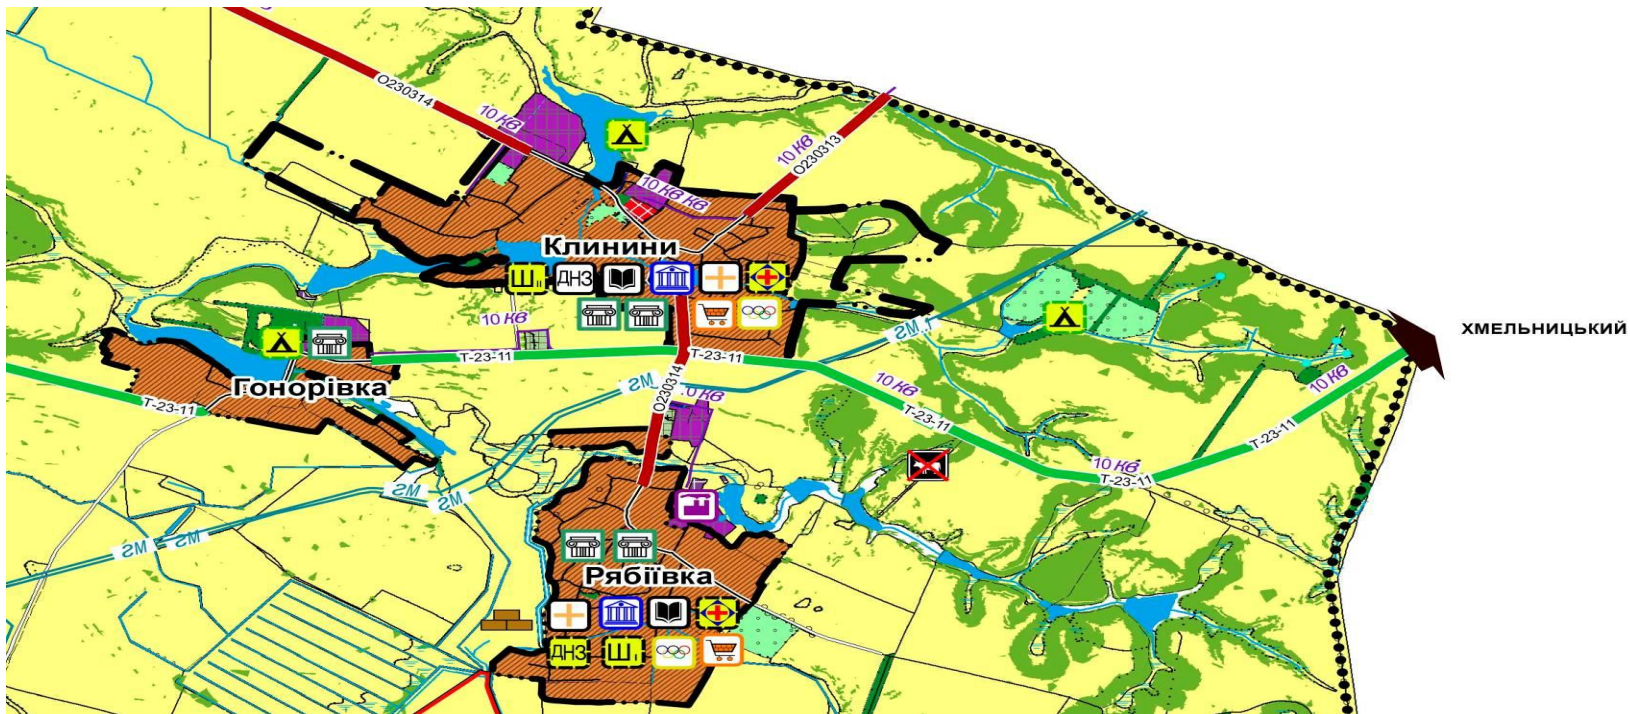 О230314
10 КВ
10 КВ
О230313
10 КВ КВ
Клинини
Ш ІІ
ДНЗ
10 КВ
ХМЕЛЬНИЦЬКИЙ
Т-23-11
Т-23-11
Гонорівка
О230314
10 КВ
10 КВ
Т-23-11
Т-23-11
Т-23-11
10 КВ
Т-23-11
Рябіївка
ДНЗ
Ш І